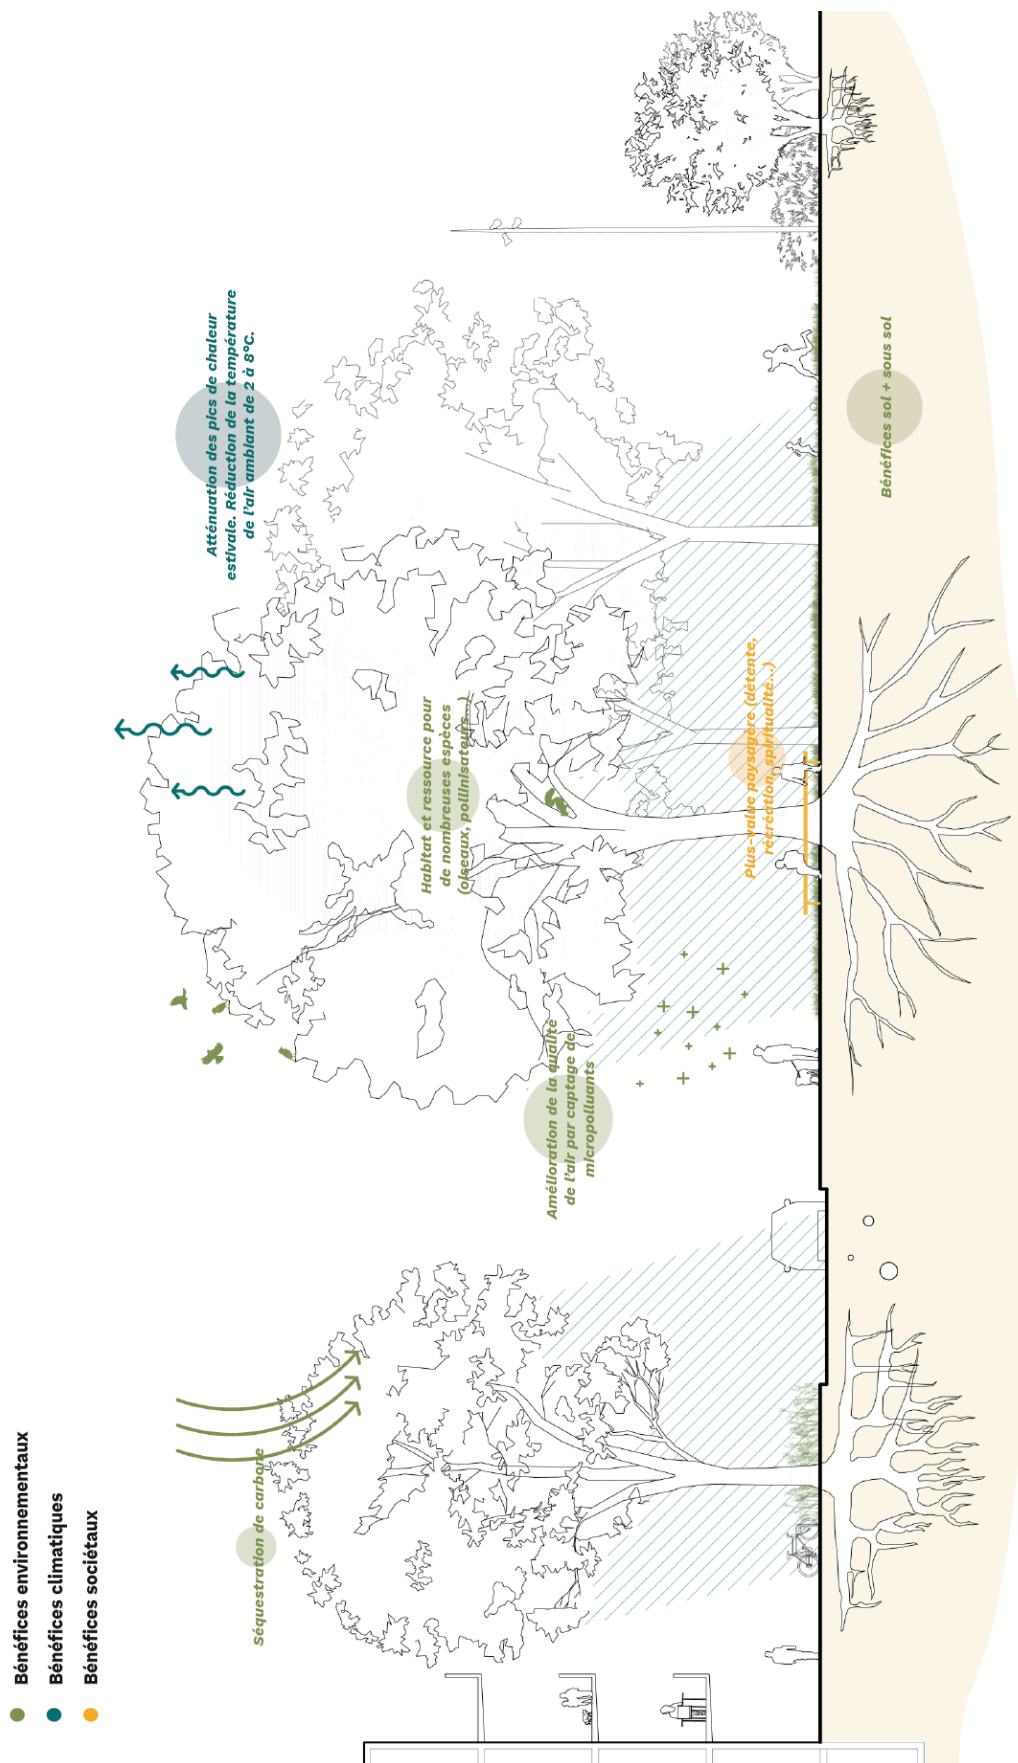 Bénéfices environnementaux
Bénéfices climatiques
Bénéfices sociétaux
Séquestration de carbone
Amélioration de la qualité
de l'air par captage de
micropolluants
Habitat et ressource pour
de nombreuses espèces
(oiseaux, pollinisateurs...)
Atténuation des pics de chaleur
estivale. Réduction de la température
de l'air ambiant de 2 à 8°C.
Plus-value paysagère (détente,
récréation, spiritualité...)
Bénéfices sol + sous sol